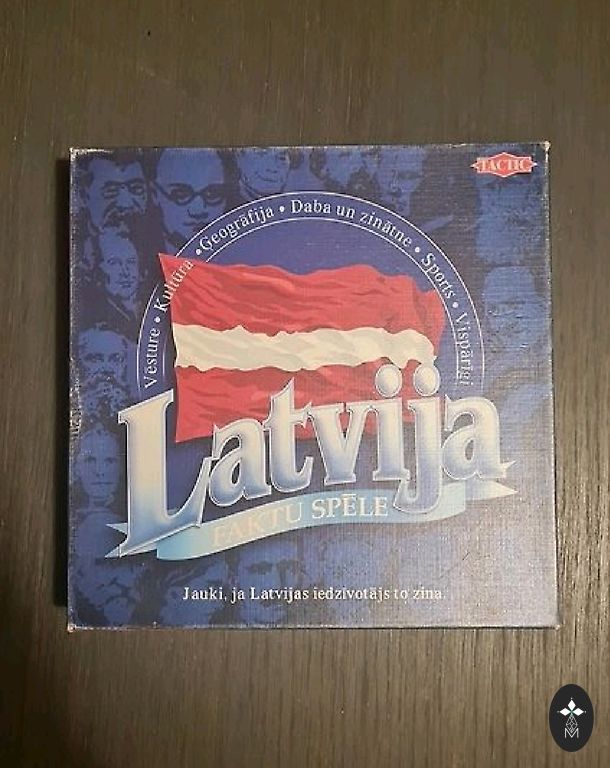 TACTIC
Vēsture • Kultūra • Ģeogrāfija • Daba un zinātne • Sports • Vispārīgi
Latvija
FAKTU SPĒLE
Jauki, ja Latvijas iedzīvotājs to zina.
M